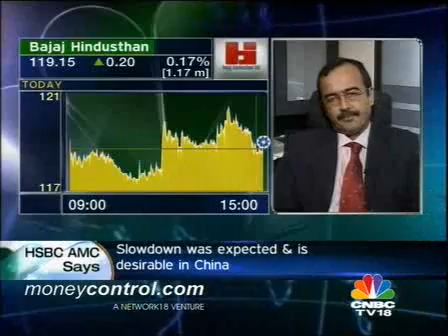 Bajaj Hindusthan
119.15 ▲ 0.20 0.17%
[1.17 m]
TODAY
121
117
09:00 15:00
HSBC AMC
Says
Slowdown was expected & is
desirable in China
moneycontrol.com
A NETWORK18 VENTURE
CNBC
TV18